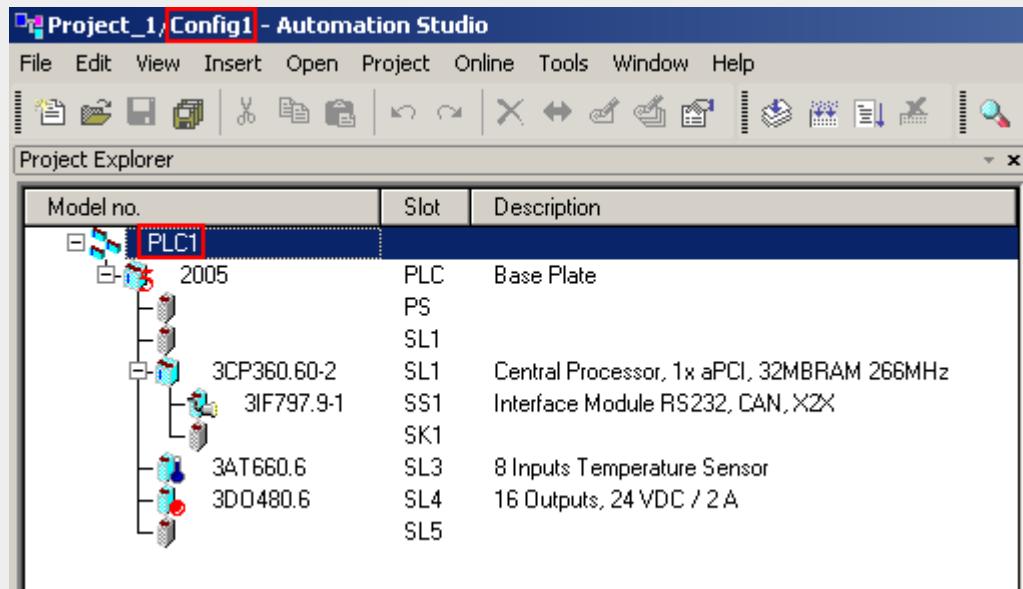 Project_1/Config1 - Automation Studio
File Edit View Insert Open Project Online Tools Window Help
Project Explorer
Model no. Slot Description
PLC1
2005 PLC Base Plate
PS
SL1
3CP360.60-2 SL1 Central Processor, 1x aPCI, 32MBRAM 266MHz
3IF797.9-1 SS1 Interface Module RS232, CAN, X2X
SK1
3AT660.6 SL3 8 Inputs Temperature Sensor
3DO480.6 SL4 16 Outputs, 24 VDC / 2 A
SL5